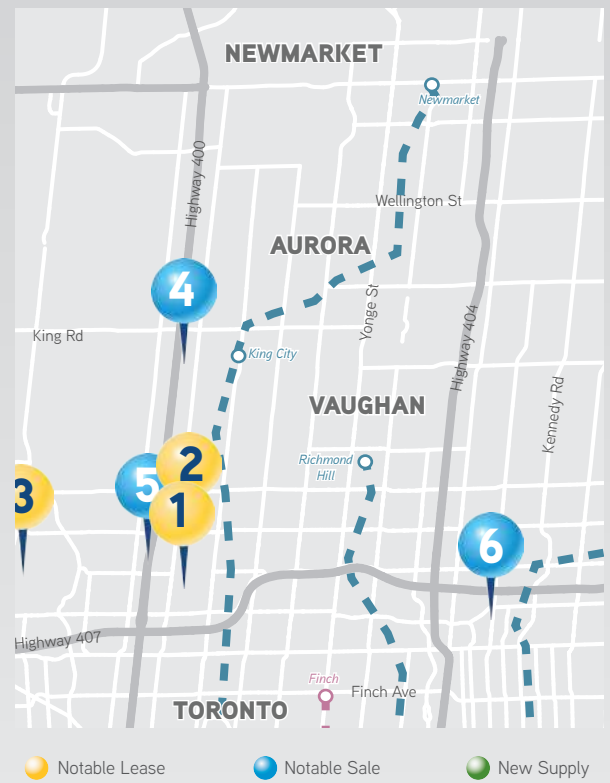 NEWMARKET
Newmarket
Highway 400
Wellington St
AURORA
4
Yonge St
King Rd
King City
Highway 404
Kennedy Rd
VAUGHAN
2
Richmond
Hill
3
5
1
6
Highway 407
Finch
Finch Ave
TORONTO
Notable Lease
Notable Sale
New Supply